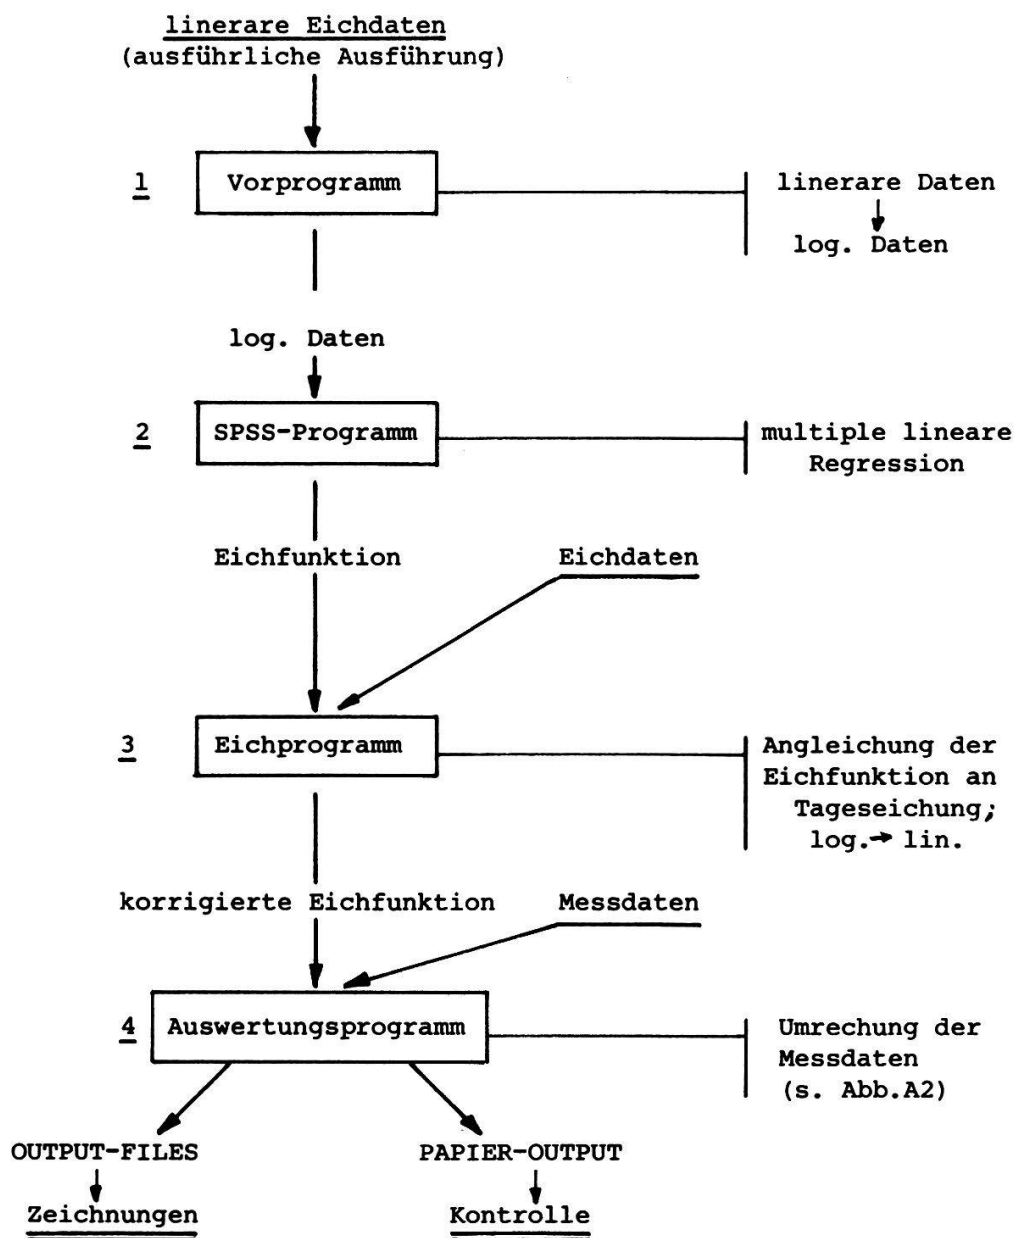 linerare Eichdaten
(ausführliche Ausführung)
1
Vorprogramm
linerare Daten
log. Daten
log. Daten
2
SPSS-Programm
multiple lineare
Regression
Eichfunktion
Eichdaten
3
Eichprogramm
Angleichung der
Eichfunktion an
Tageseichung;
log.→ lin.
korrigierte Eichfunktion
Messdaten
4
Auswertungsprogramm
Umrechung der
Messdaten
(s. Abb.A2)
OUTPUT-FILES
PAPIER-OUTPUT
Zeichnungen
Kontrolle